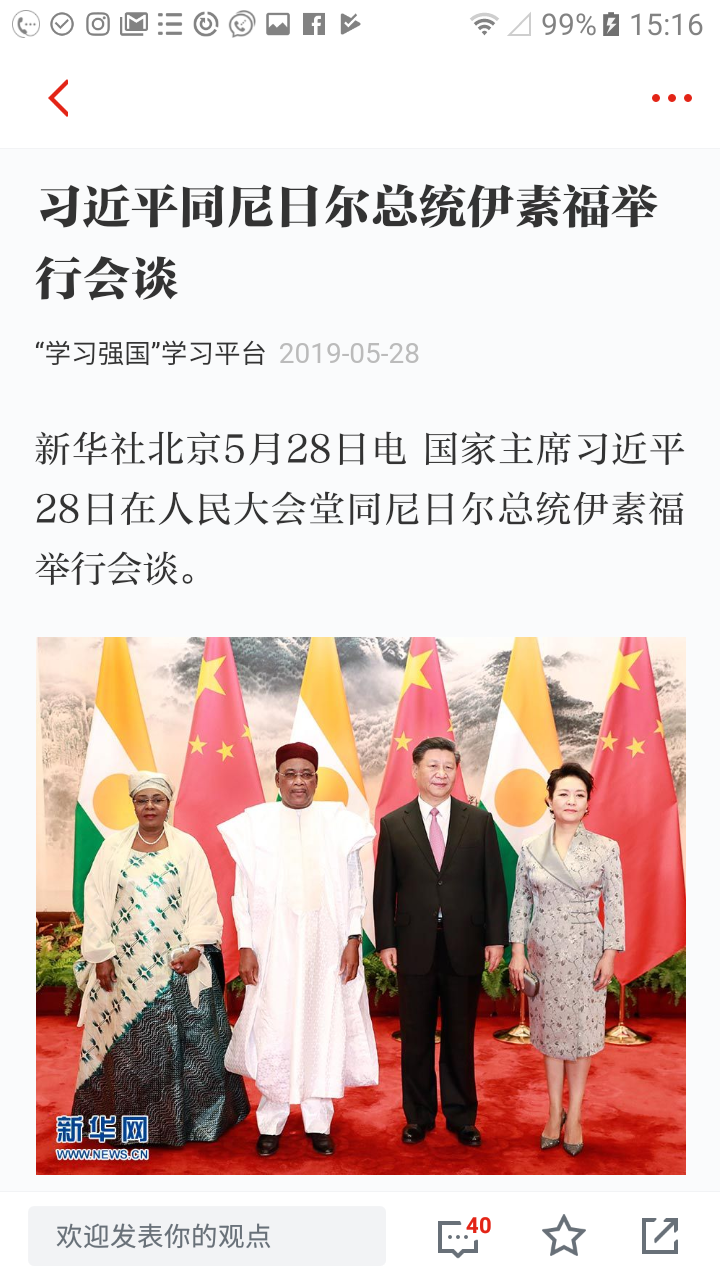 99% 15:16
习近平同尼日尔总统伊素福举
行会谈
“学习强国”学习平台 2019-05-28
新华社北京5月28日电 国家主席习近平
28日在人民大会堂同尼日尔总统伊素福
举行会谈。
新华网
WWW.NEWS.CN
欢迎发表你的观点
40